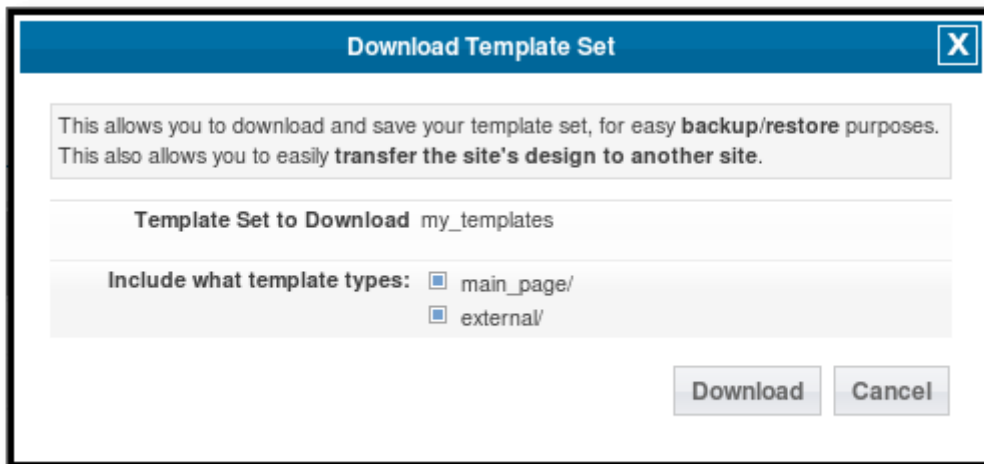 Download Template Set
X
This allows you to download and save your template set, for easy backup/restore purposes.
This also allows you to easily transfer the site's design to another site.
Template Set to Download my_templates
Include what template types: main_page/
external/
Download Cancel